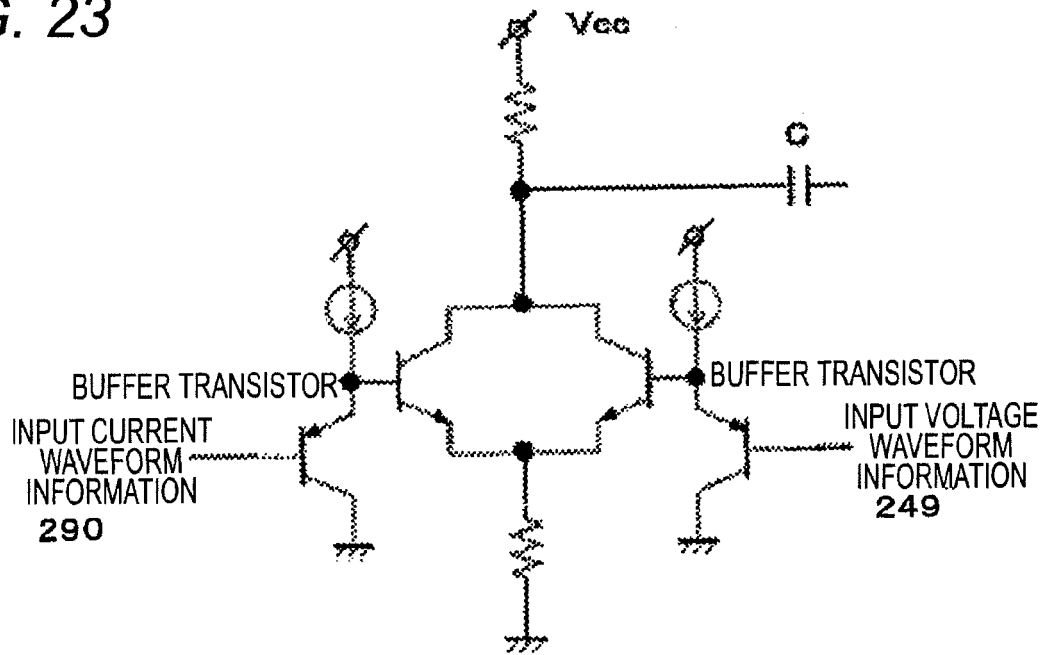 G. 23
Vcc
C
BUFFER TRANSISTOR
BUFFER TRANSISTOR
INPUT CURRENT
WAVEFORM
INFORMATION
290
INPUT VOLTAGE
WAVEFORM
INFORMATION
249